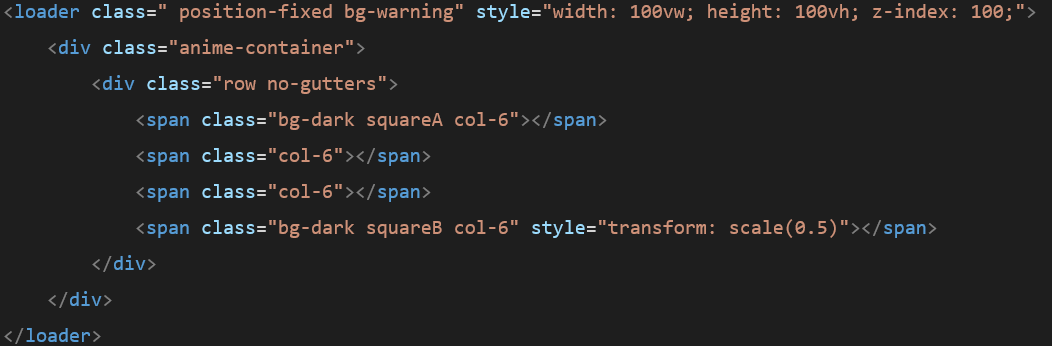 <loader class=" position-fixed bg-warning" style="width: 100vw; height: 100vh; z-index: 100;">
<div class="anime-container">
<div class="row no-gutters">
<span class="bg-dark squareA col-6"></span>
<span class="col-6"></span>
<span class="col-6"></span>
<span class="bg-dark squareB col-6" style="transform: scale(0.5)"></span>
</div>
</div>
</loader>